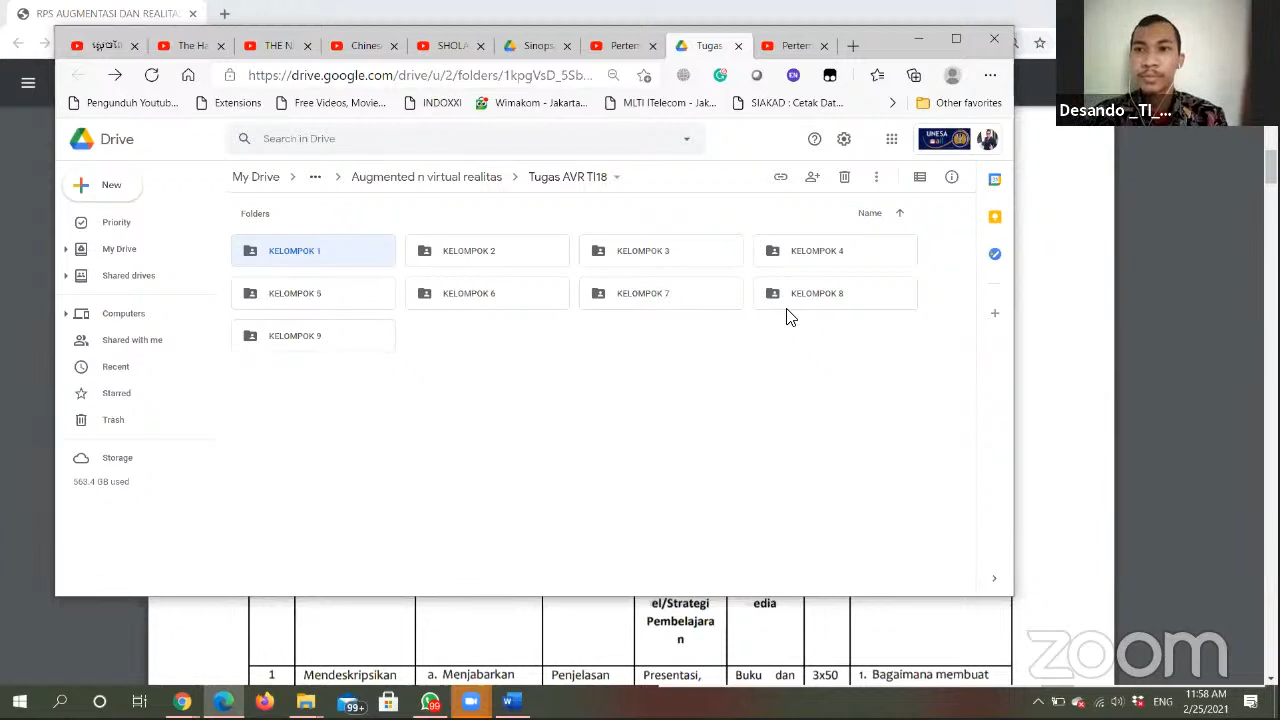 RPS AUGMENTASI DAN REALITA
The Ha
THE N
Chines
SHOL
Sinop
Pertem
Tugas
Pertem
https://drive.google.com/drive/u/2/folders/1kpgVsD_5Sb...
Pengunduh Youtub...
Extensions
Free Videos, Movie...
INDOXXI
Wimakom - Jakarta...
MLTI ITelecom - Jak...
SIAKAD : Cetak Dat...
Other favorites
Drive
Search in Drive
UNESA
Desando _TI_...
My Drive
Augmented n virtual realitas
Tugas AVR TI18
New
Priority
My Drive
Shared drives
Computers
Shared with me
Recent
Starred
Trash
Storage
563.4 GB used
Folders
Name
KELOMPOK 1
KELOMPOK 2
KELOMPOK 3
KELOMPOK 4
KELOMPOK 5
KELOMPOK 6
KELOMPOK 7
KELOMPOK 8
KELOMPOK 9
el/Strategi
Pembelajara
n
edia
1
Mendeskripsikan
a. Menjabarkan
Penjelasan
Presentasi,
Buku dan
3x50
1. Bagaimana membuat
zoom
99
ENG
11:58 AM
2/25/2021